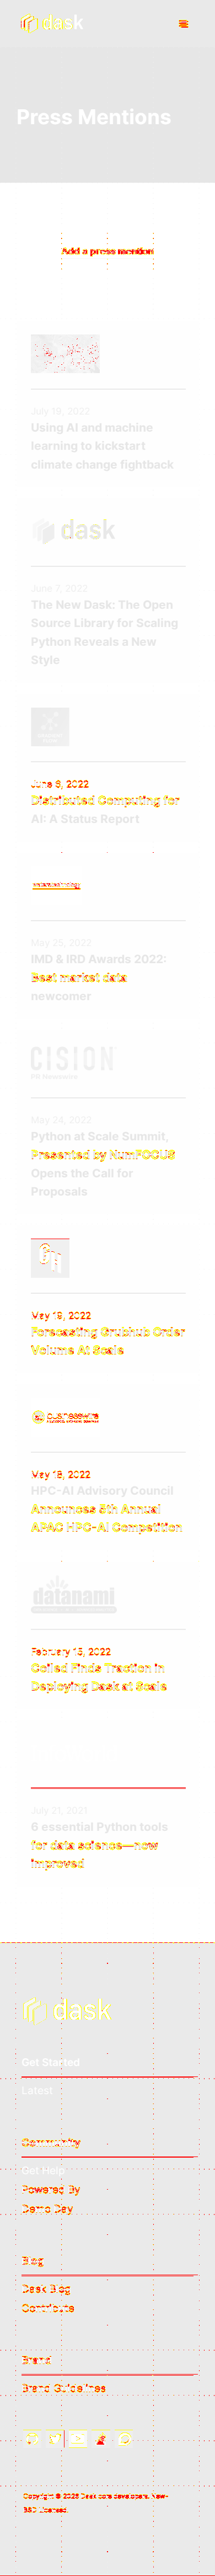 dask
Press Mentions
Add a press mention
July 19, 2022
Using AI and machine
learning to kickstart
climate change fightback
dask
June 7, 2022
The New Dask: The Open
Source Library for Scaling
Python Reveals a New
Style
June 6, 2022
Distributed Computing for
AI: A Status Report
May 25, 2022
IMD & IRD Awards 2022:
Best market data
newcomer
CISION
PR Newswire
May 24, 2022
Python at Scale Summit,
Presented by NumFOCUS
Opens the Call for
Proposals
May 19, 2022
Forecasting Grubhub Order
Volume At Scale
businesswire
May 18, 2022
HPC-AI Advisory Council
Announces 5th Annual
APAC HPC-AI Competition
datanami
February 15, 2022
Coiled Finds Traction in
Deploying Dask at Scale
July 21, 2021
6 essential Python tools
for data science—now
improved
dask
Get Started
Latest
Community
Get Help
Powered By
Demo Day
Blog
Dask Blog
Contribute
Brand
Brand Guidelines
Copyright © 2025 Dask core developers. New-
BSD Licensed.